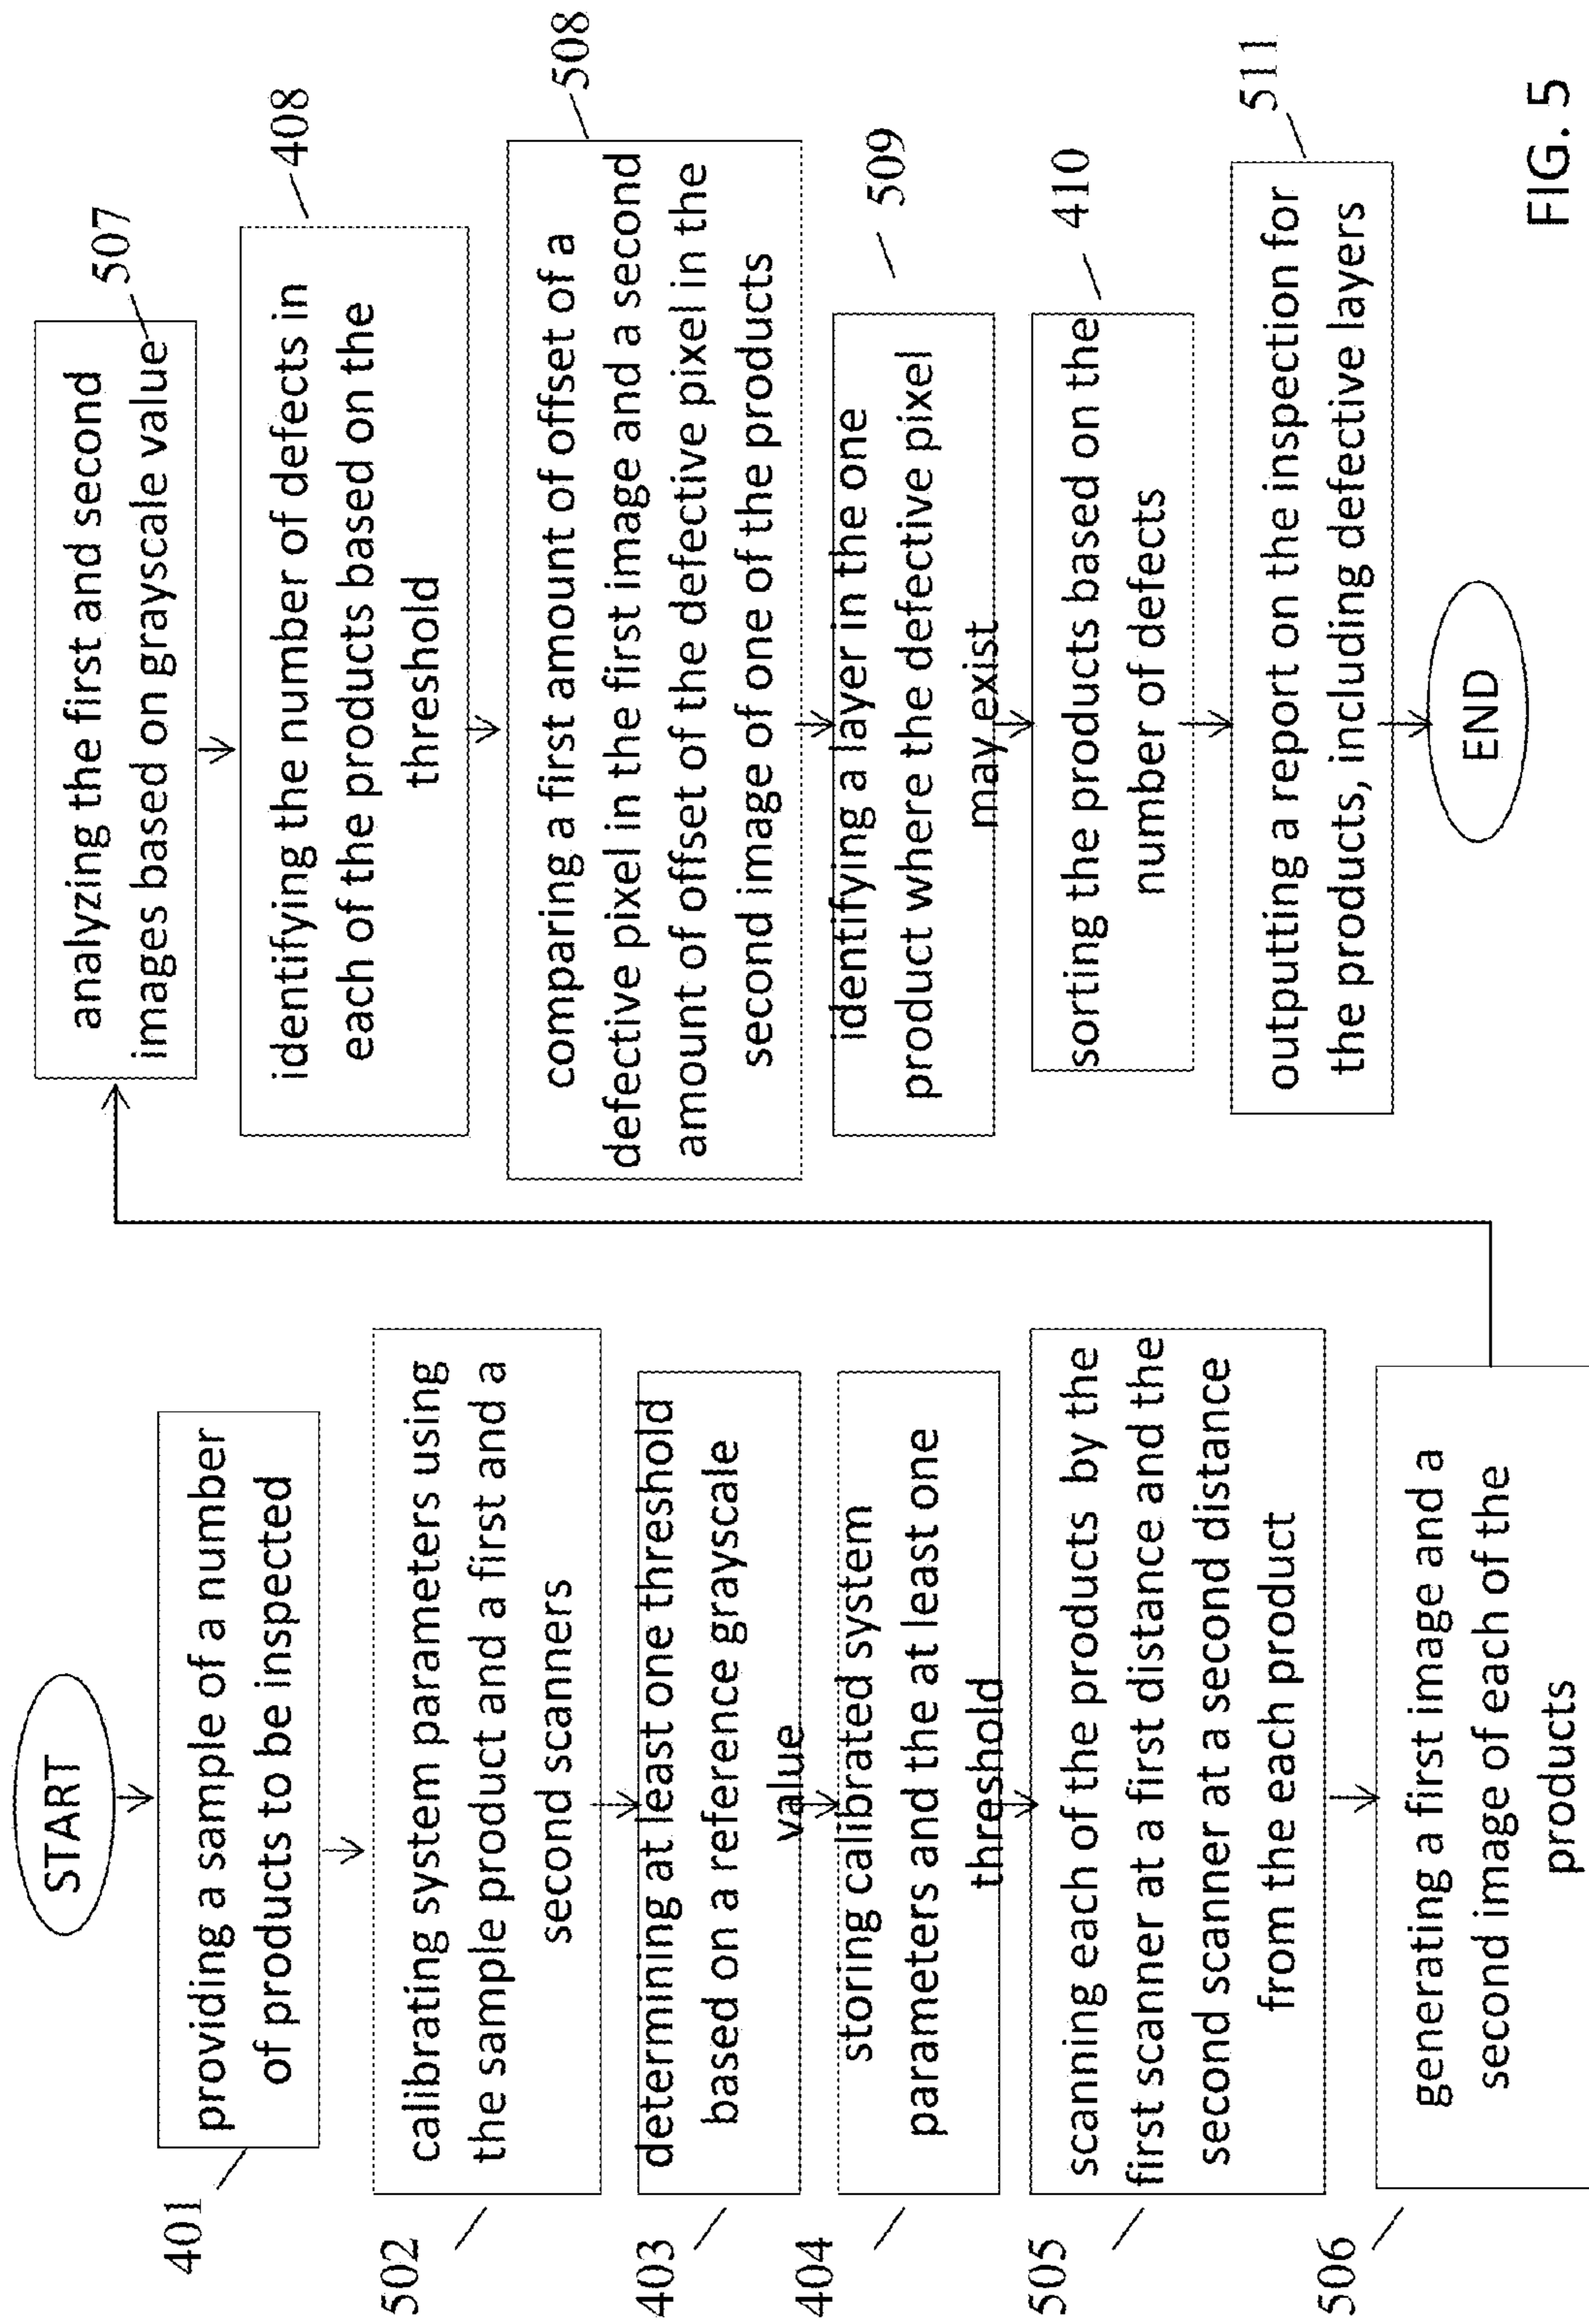 START
401
providing a sample of a number
of products to be inspected
502
calibrating system parameters using
the sample product and a first and a
second scanners
403
determining at least one threshold
based on a reference grayscale
value
404
storing calibrated system
parameters and the at least one
threshold
505
scanning each of the products by the
first scanner at a first distance and the
second scanner at a second distance
from the each product
506
generating a first image and a
second image of each of the
products
507
analyzing the first and second
images based on grayscale value
408
identifying the number of defects in
each of the products based on the
threshold
508
comparing a first amount of offset of a
defective pixel in the first image and a second
amount of offset of the defective pixel in the
second image of one of the products
509
identifying a layer in the one
product where the defective pixel
may exist
410
sorting the products based on the
number of defects
511
outputting a report on the inspection for
the products, including defective layers
END
FIG. 5